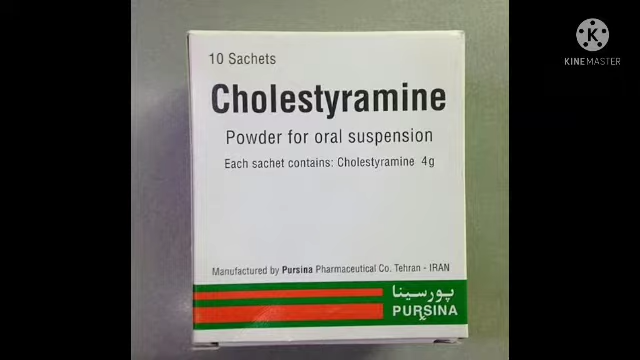 10 Sachets
Cholestyramine
Powder for oral suspension
Each sachet contains: Cholestyramine 4g
Manufactured by Pursina Pharmaceutical Co. Tehran - IRAN
پورسینا
PURSINA
K
KINEMASTER